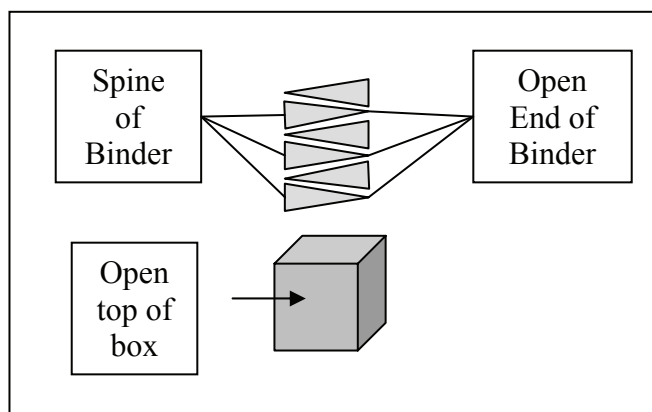 Spine
of
Binder
Open
End of
Binder
Open
top of
box